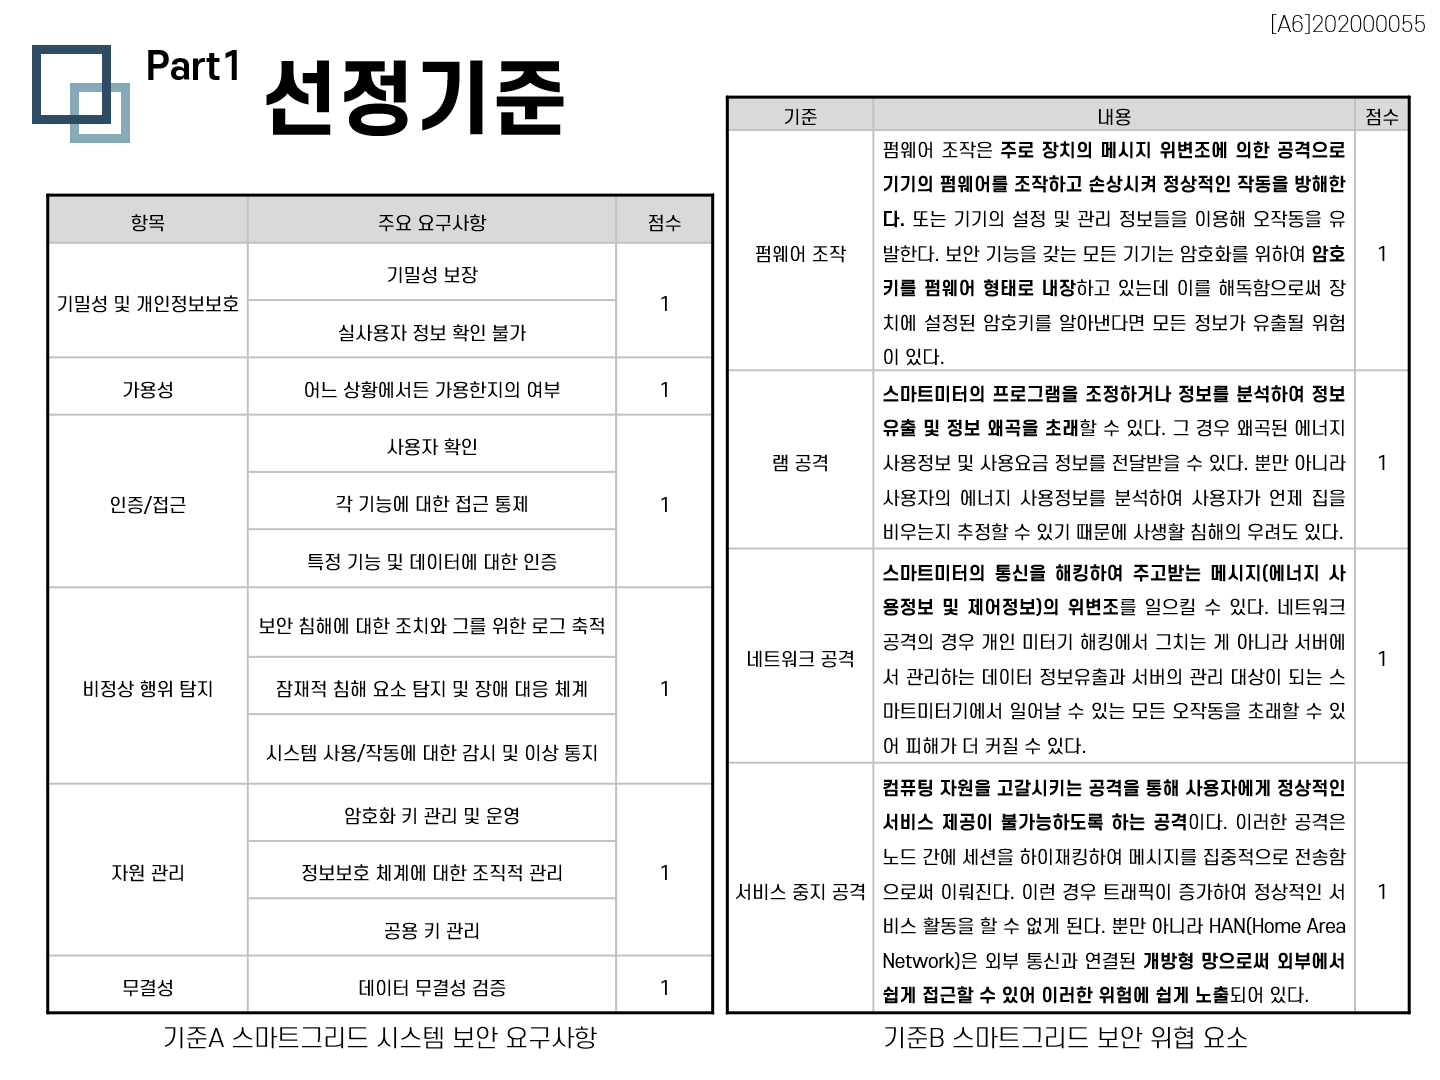 [A6]202000055
Part1 선정기준
항목 주요 요구사항 점수
기밀성 및 개인정보보호 기밀성 보장 1
실사용자 정보 확인 불가
가용성 어느 상황에서든 가용한지의 여부 1
인증/접근 사용자 확인 1
각 기능에 대한 접근 통제
특정 기능 및 데이터에 대한 인증
비정상 행위 탐지 보안 침해에 대한 조치와 그를 위한 로그 축적 1
잠재적 침해 요소 탐지 및 장애 대응 체계
시스템 사용/작동에 대한 감시 및 이상 통지
자원 관리 암호화 키 관리 및 운영 1
정보보호 체계에 대한 조직적 관리
공용 키 관리
무결성 데이터 무결성 검증 1
기준A 스마트그리드 시스템 보안 요구사항
기준 내용 점수
펌웨어 조작 1
펌웨어 조작은 주로 장치의 메시지 위변조에 의한 공격으로
기기의 펌웨어를 조작하고 손상시켜 정상적인 작동을 방해한
다. 또는 기기의 설정 및 관리 정보들을 이용해 오작동을 유
발한다. 보안 기능을 갖는 모든 기기는 암호화를 위하여 암호
키를 펌웨어 형태로 내장하고 있는데 이를 해독함으로써 장
치에 설정된 암호키를 알아낸다면 모든 정보가 유출될 위험
이 있다.
램 공격 1
스마트미터의 프로그램을 조정하거나 정보를 분석하여 정보
유출 및 정보 왜곡을 초래할 수 있다. 그 경우 왜곡된 에너지
사용정보 및 사용요금 정보를 전달받을 수 있다. 뿐만 아니라
사용자의 에너지 사용정보를 분석하여 사용자가 언제 집을
비우는지 추정할 수 있기 때문에 사생활 침해의 우려도 있다.
네트워크 공격 1
스마트미터의 통신을 해킹하여 주고받는 메시지(에너지 사
용정보 및 제어정보)의 위변조를 일으킬 수 있다. 네트워크
공격의 경우 개인 미터기 해킹에서 그치는 게 아니라 서버에
서 관리하는 데이터 정보유출과 서버의 관리 대상이 되는 스
마트미터기에서 일어날 수 있는 모든 오작동을 초래할 수 있
어 피해가 더 커질 수 있다.
서비스 중지 공격 1
컴퓨팅 자원을 고갈시키는 공격을 통해 사용자에게 정상적인
서비스 제공이 불가능하도록 하는 공격이다. 이러한 공격은
노드 간에 세션을 하이재킹하여 메시지를 집중적으로 전송함
으로써 이뤄진다. 이런 경우 트래픽이 증가하여 정상적인 서
비스 활동을 할 수 없게 된다. 뿐만 아니라 HAN(Home Area
Network)은 외부 통신과 연결된 개방형 망으로써 외부에서
쉽게 접근할 수 있어 이러한 위험에 쉽게 노출되어 있다.
기준B 스마트그리드 보안 위협 요소